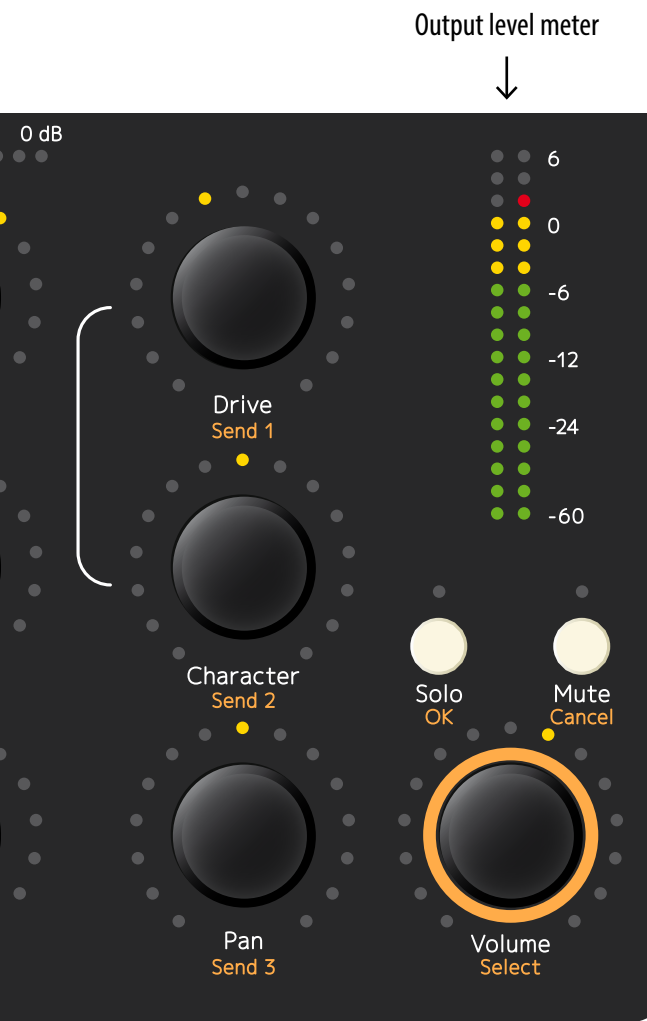 Output level meter
0 dB
6
0
-6
-12
-24
-60
Drive
Send 1
Character
Send 2
Solo
OK
Mute
Cancel
Pan
Send 3
Volume
Select